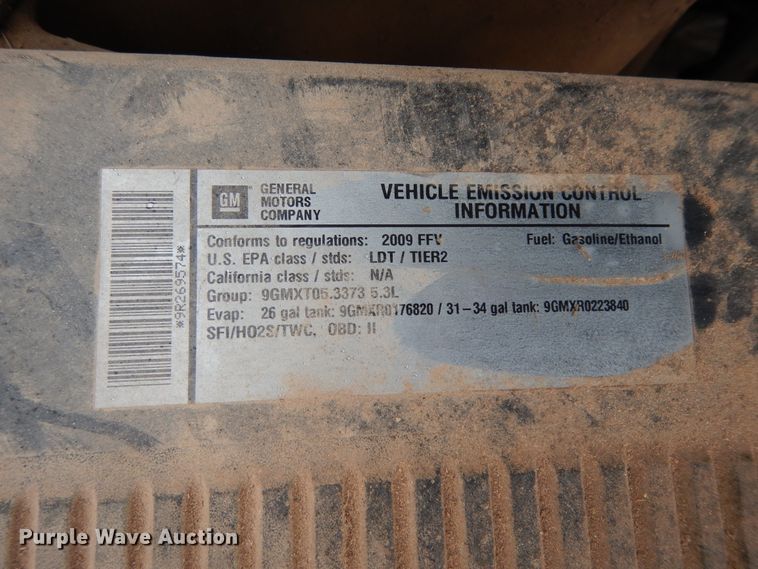 *9R269574*
GM
GENERAL
MOTORS
COMPANY
VEHICLE EMISSION CONTROL
INFORMATION
Conforms to regulations: 2009 FFV Fuel: Gasoline/Ethanol
U.S. EPA class / stds: LDT / TIER2
California class / stds: N/A
Group: 9GMXT05.3373 5.3L
Evap: 26 gal tank: 9GMXR0176820 / 31-34 gal tank: 9GMXR0223840
SFI/HO2S/TWC, OBD: II
Purple Wave Auction